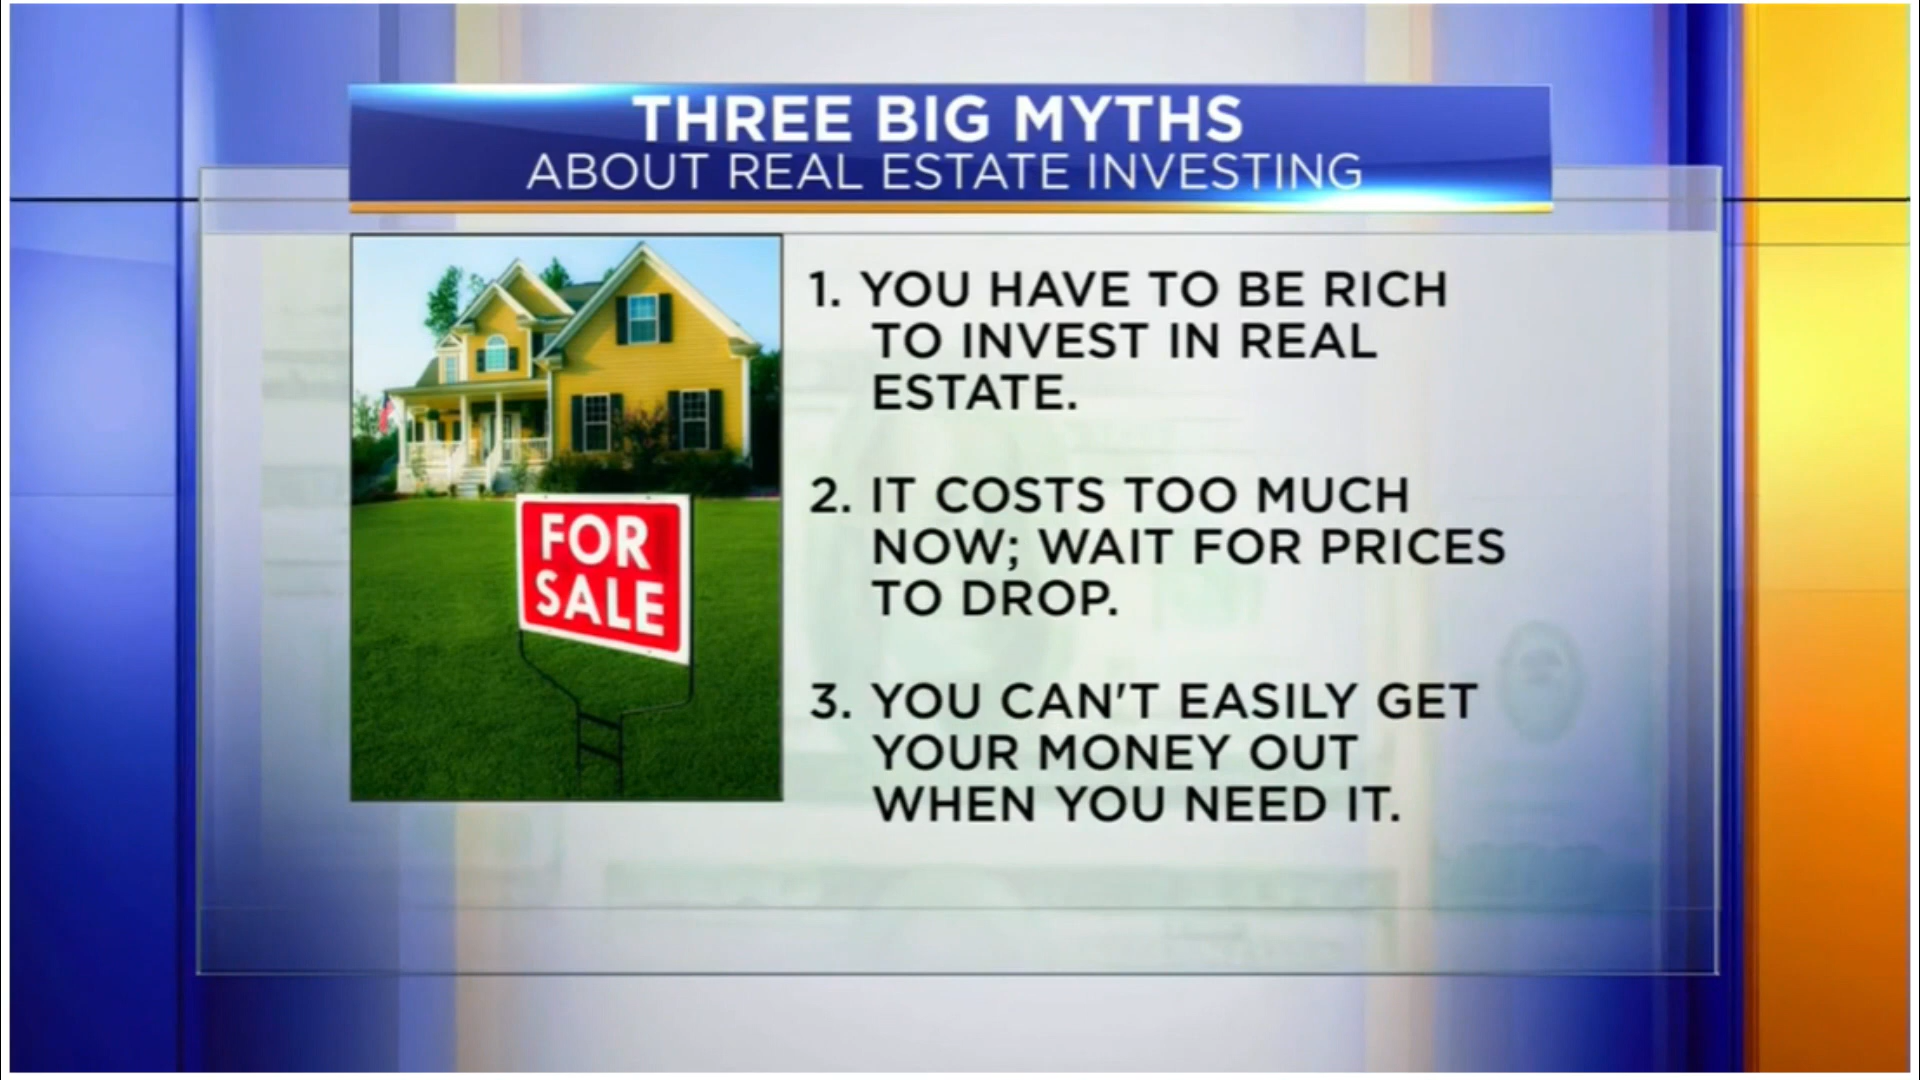 THREE BIG MYTHS
ABOUT REAL ESTATE INVESTING
FOR
SALE
1. YOU HAVE TO BE RICH
TO INVEST IN REAL
ESTATE.
2. IT COSTS TOO MUCH
NOW; WAIT FOR PRICES
TO DROP.
3. YOU CAN'T EASILY GET
YOUR MONEY OUT
WHEN YOU NEED IT.